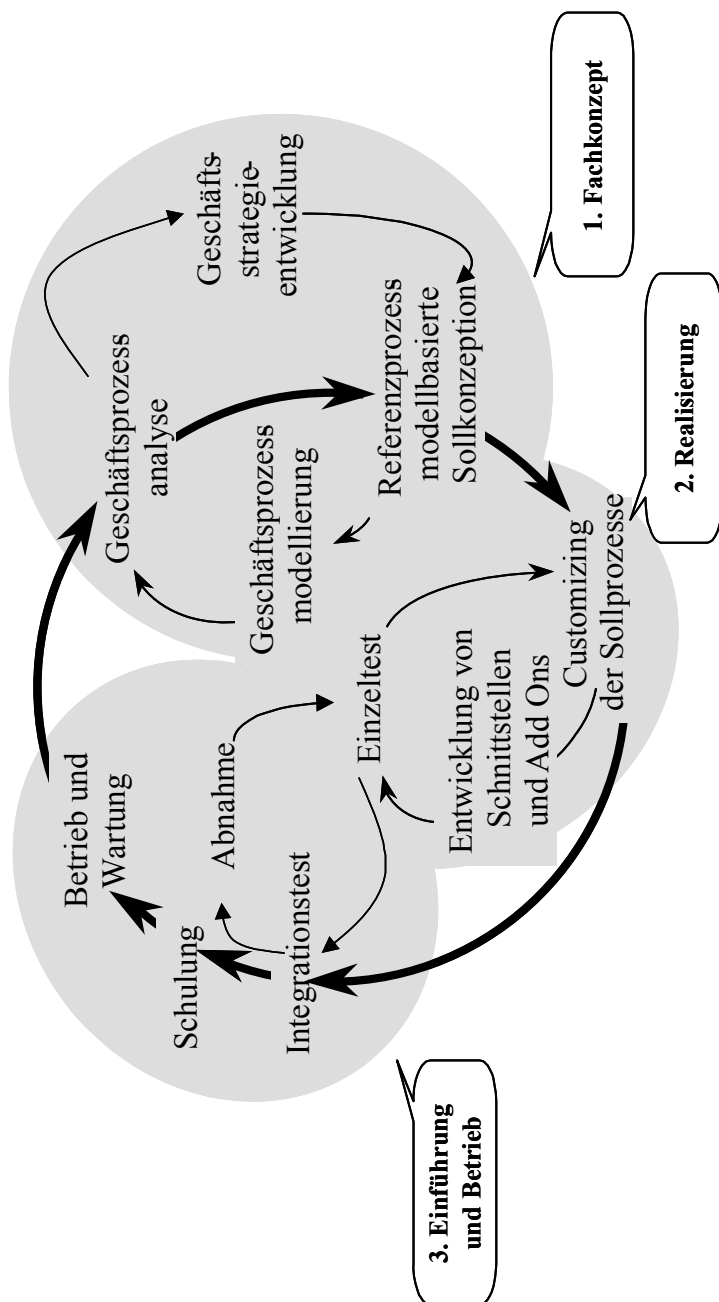 Geschäfts-
strategie-
entwicklung
Geschäftsprozess
analyse
Geschäftsprozess
modellierung
Referenzprozess
modellbasierte
Sollkonzeption
1. Fachkonzept
Einzeltest
Entwicklung von
Schnittstellen
und Add Ons
Customizing
der Sollprozesse
2. Realisierung
Betrieb und
Wartung
Schulung
Abnahme
Integrationstest
3. Einführung
und Betrieb